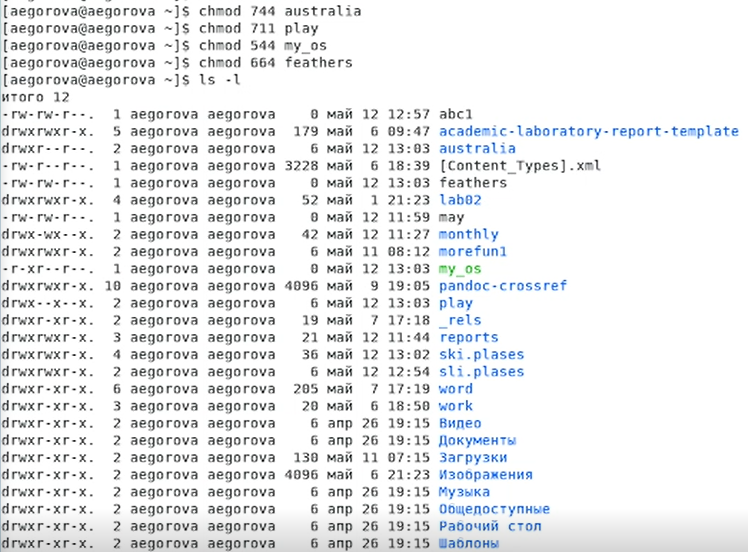 [aegorova@aegorova ~]$ chmod 744 australia
[aegorova@aegorova ~]$ chmod 711 play
[aegorova@aegorova ~]$ chmod 544 my_os
[aegorova@aegorova ~]$ chmod 664 feathers
[aegorova@aegorova ~]$ ls -l
итого 12
-rw-rw-r--. 1 aegorova aegorova 0 май 12 12:57 abc1
drwxrwxr-x. 5 aegorova aegorova 179 май 6 09:47 academic-laboratory-report-template
drwxr--r--. 2 aegorova aegorova 6 май 12 13:03 australia
-rw-r--r--. 1 aegorova aegorova 3228 май 6 18:39 [Content_Types].xml
-rw-rw-r--. 1 aegorova aegorova 0 май 12 13:03 feathers
drwxrwxr-x. 4 aegorova aegorova 52 май 1 21:23 lab02
-rw-rw-r--. 1 aegorova aegorova 0 май 12 11:59 may
drwx-wx--x. 2 aegorova aegorova 42 май 12 11:27 monthly
drwxrwxr-x. 2 aegorova aegorova 6 май 11 08:12 morefun1
-r-xr--r--. 1 aegorova aegorova 0 май 12 13:03 my_os
drwxrwxr-x. 10 aegorova aegorova 4096 май 9 19:05 pandoc-crossref
drwx--x--x. 2 aegorova aegorova 6 май 12 13:03 play
drwxr-xr-x. 2 aegorova aegorova 19 май 7 17:18 _rels
drwxrwxr-x. 3 aegorova aegorova 21 май 12 11:44 reports
drwxrwxr-x. 4 aegorova aegorova 36 май 12 13:02 ski.plases
drwxrwxr-x. 2 aegorova aegorova 6 май 12 12:54 sli.plases
drwxr-xr-x. 6 aegorova aegorova 205 май 7 17:19 word
drwxr-xr-x. 3 aegorova aegorova 20 май 6 18:50 work
drwxr-xr-x. 2 aegorova aegorova 6 апр 26 19:15 Видео
drwxr-xr-x. 2 aegorova aegorova 6 апр 26 19:15 Документы
drwxr-xr-x. 2 aegorova aegorova 130 май 11 07:15 Загрузки
drwxr-xr-x. 2 aegorova aegorova 4096 май 6 21:23 Изображения
drwxr-xr-x. 2 aegorova aegorova 6 апр 26 19:15 Музыка
drwxr-xr-x. 2 aegorova aegorova 6 апр 26 19:15 Общедоступные
drwxr-xr-x. 2 aegorova aegorova 6 апр 26 19:15 Рабочий стол
drwxr-xr-x. 2 aegorova aegorova 6 апр 26 19:15 Шаблоны